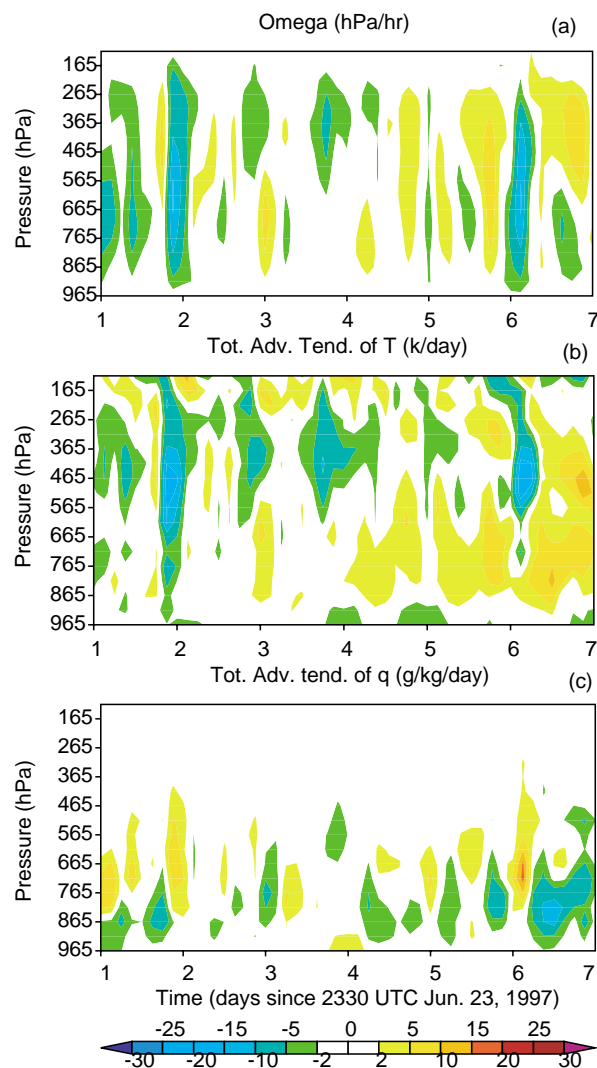 Omega (hPa/hr)
(a)
Pressure (hPa)
165
265
365
465
565
665
765
865
965
1 2 3 4 5 6 7
Tot. Adv. Tend. of T (k/day)
(b)
Pressure (hPa)
165
265
365
465
565
665
765
865
965
1 2 3 4 5 6 7
Tot. Adv. tend. of q (g/kg/day)
(c)
Pressure (hPa)
165
265
365
465
565
665
765
865
965
1 2 3 4 5 6 7
Time (days since 2330 UTC Jun. 23, 1997)
-25 -15 -5 0 5 15 25
-30 -20 -10 -2 2 10 20 30